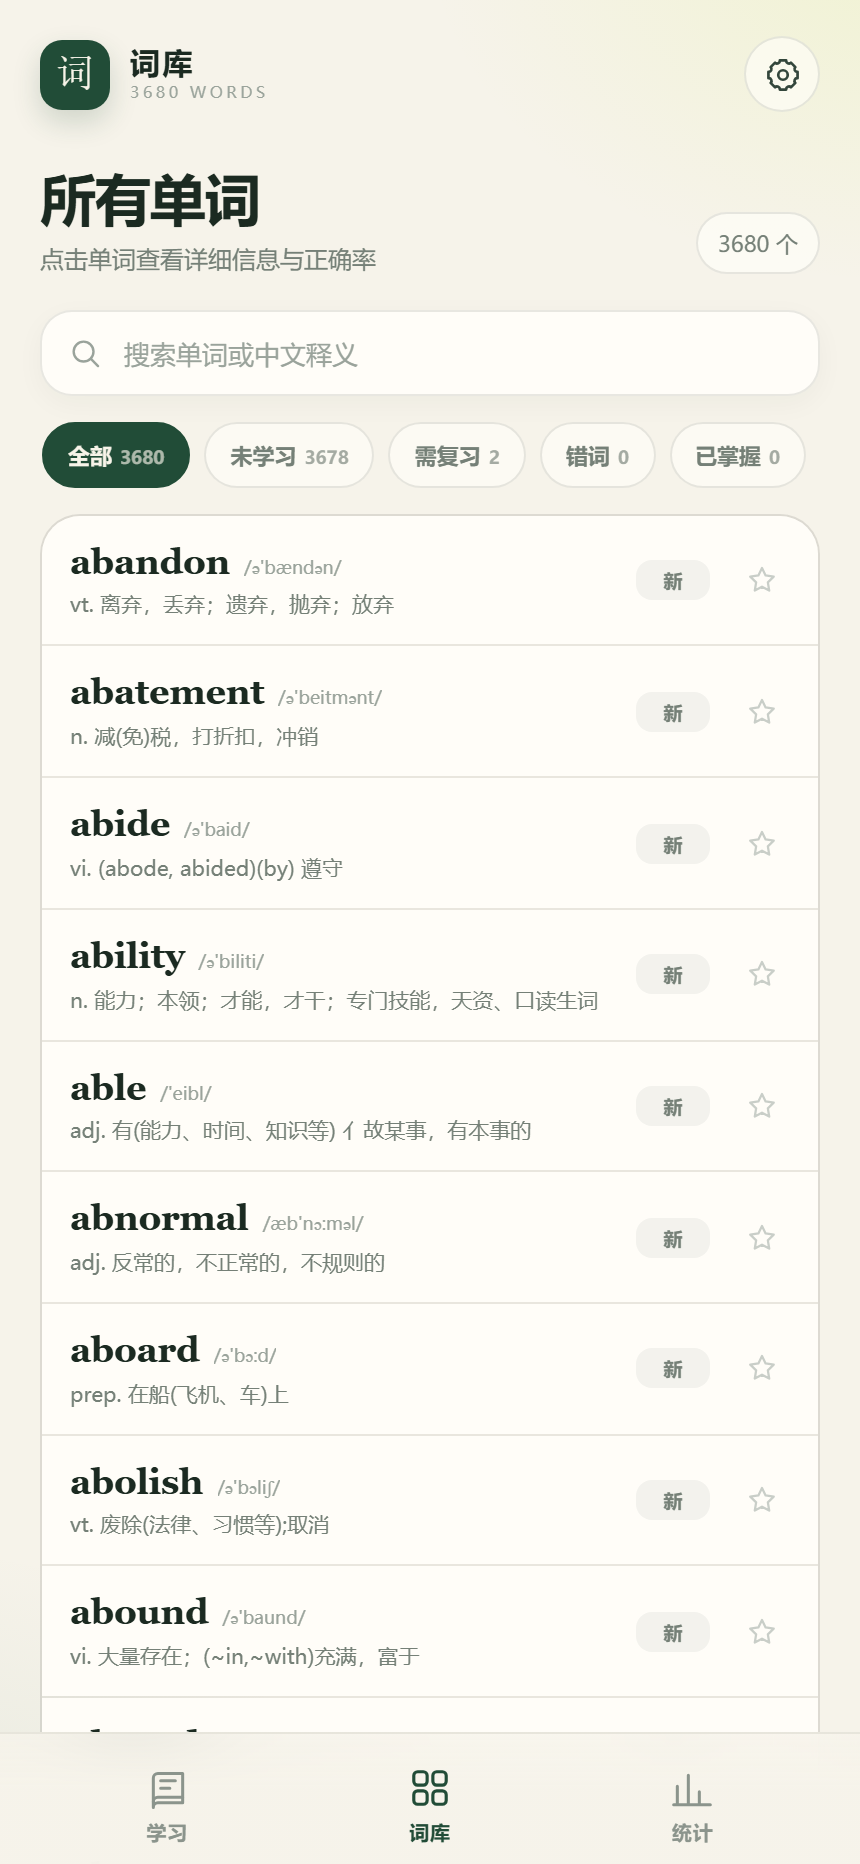 词
词库
3680 WORDS
所有单词
点击单词查看详细信息与正确率
3680 个
搜索单词或中文释义
全部 3680
未学习 3678
需复习 2
错词 0
已掌握 0
abandon /ə'bændən/
vt. 离弃，丢弃；遗弃，抛弃；放弃
新
abatement /ə'beitmənt/
n. 减(免)税，打折扣，冲销
新
abide /ə'baid/
vi. (abode, abided)(by) 遵守
新
ability /ə'biliti/
n. 能力；本领；才能，才干；专门技能，天资、口读生词
新
able /'eibl/
adj. 有(能力、时间、知识等) 亻故某事，有本事的
新
abnormal /æb'nɔ:məl/
adj. 反常的，不正常的，不规则的
新
aboard /ə'bɔ:d/
prep. 在船(飞机、车)上
新
abolish /ə'bɔliʃ/
vt. 废除(法律、习惯等);取消
新
abound /ə'baund/
vi. 大量存在；(~in,~with)充满，富于
新
学习
词库
统计